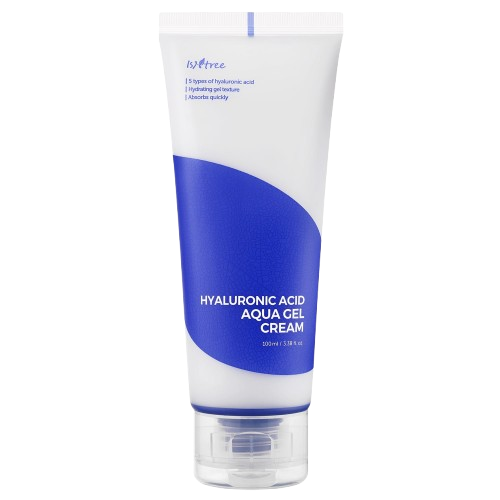 IsNtree
| 5 types of hyaluronic acid
| Hydrating gel texture
| Absorbs quickly
HYALURONIC ACID
AQUA GEL
CREAM
100ml / 3.38 fl. oz